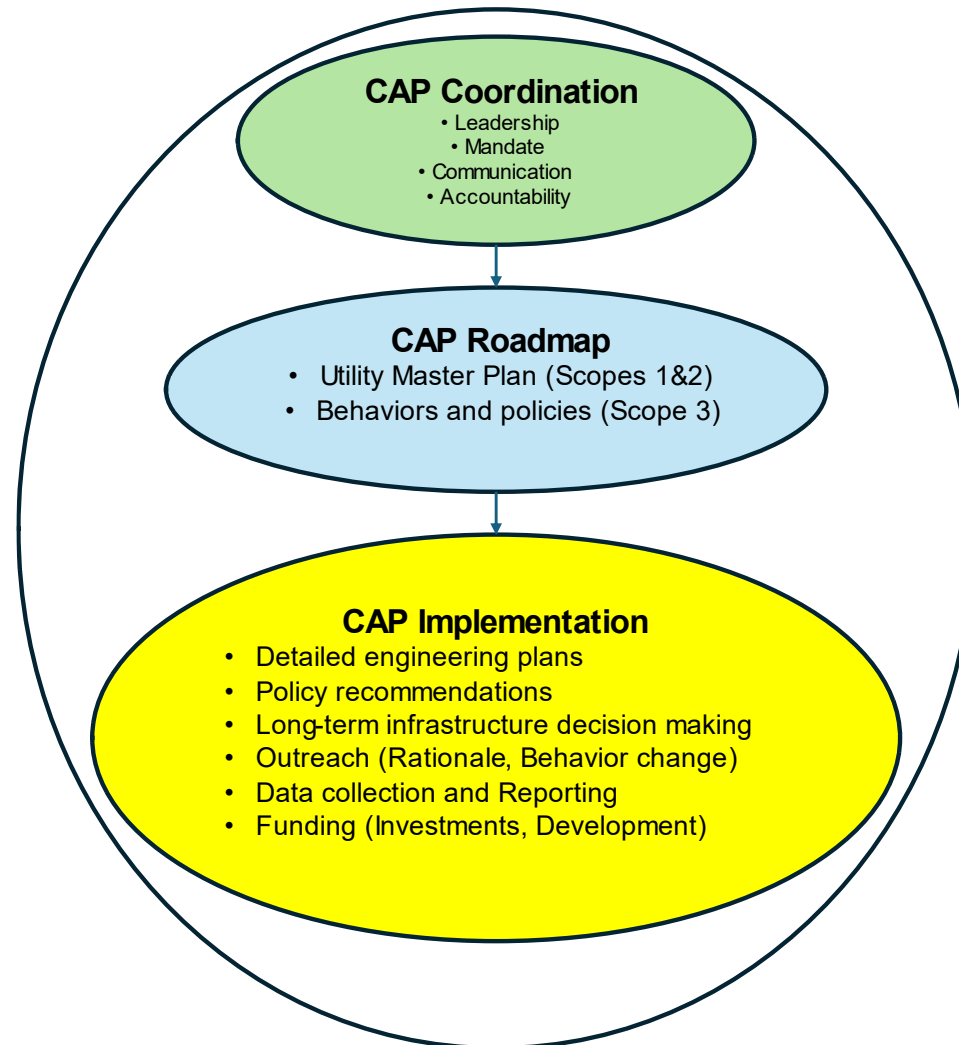 CAP Coordination
• Leadership
• Mandate
• Communication
• Accountability
CAP Roadmap
• Utility Master Plan (Scopes 1&2)
• Behaviors and policies (Scope 3)
CAP Implementation
• Detailed engineering plans
• Policy recommendations
• Long-term infrastructure decision making
• Outreach (Rationale, Behavior change)
• Data collection and Reporting
• Funding (Investments, Development)